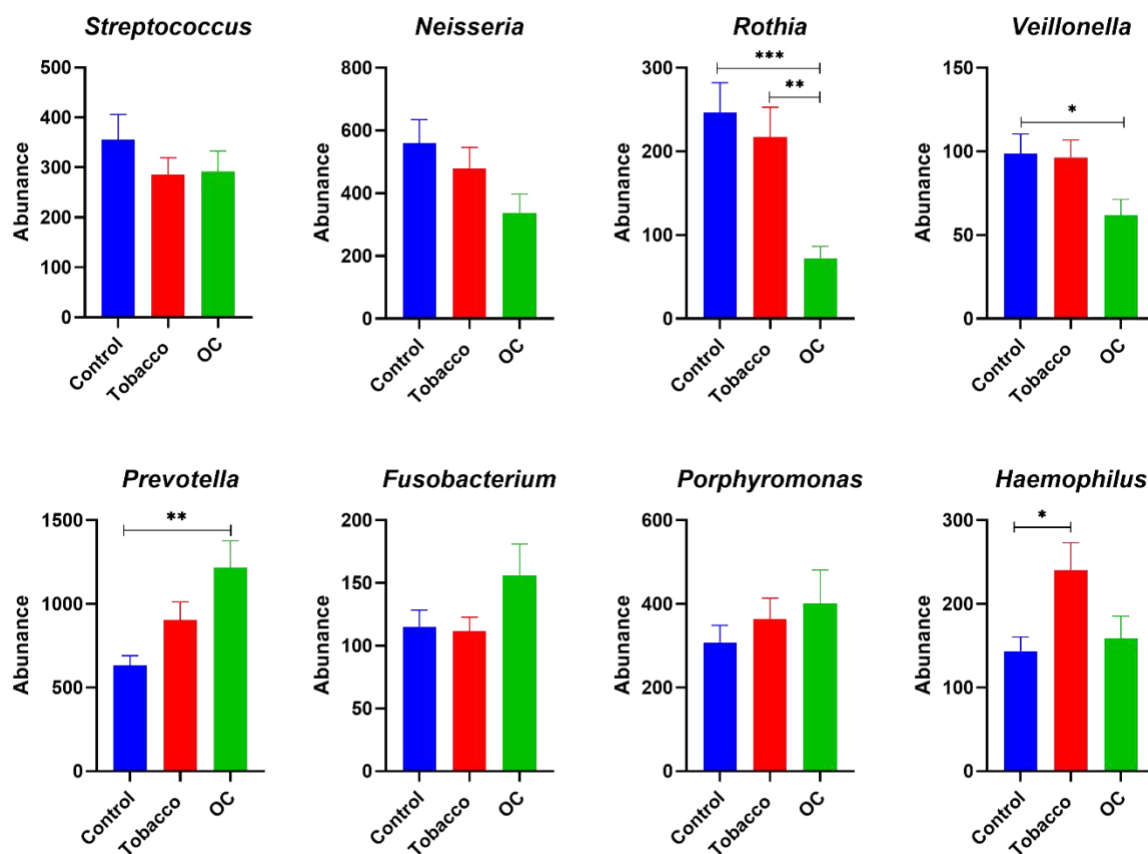 Streptococcus
Abunance
500
400
300
200
100
0
Control
Tobacco
OC
Neisseria
Abunance
800
600
400
200
0
Control
Tobacco
OC
Rothia
Abunance
300
200
100
0
***
**
Control
Tobacco
OC
Veillonella
Abunance
150
100
50
0
*
Control
Tobacco
OC
Prevotella
Abunance
1500
1000
500
0
**
Control
Tobacco
OC
Fusobacterium
Abunance
200
150
100
50
0
Control
Tobacco
OC
Porphyromonas
Abunance
600
400
200
0
Control
Tobacco
OC
Haemophilus
Abunance
300
200
100
0
*
Control
Tobacco
OC